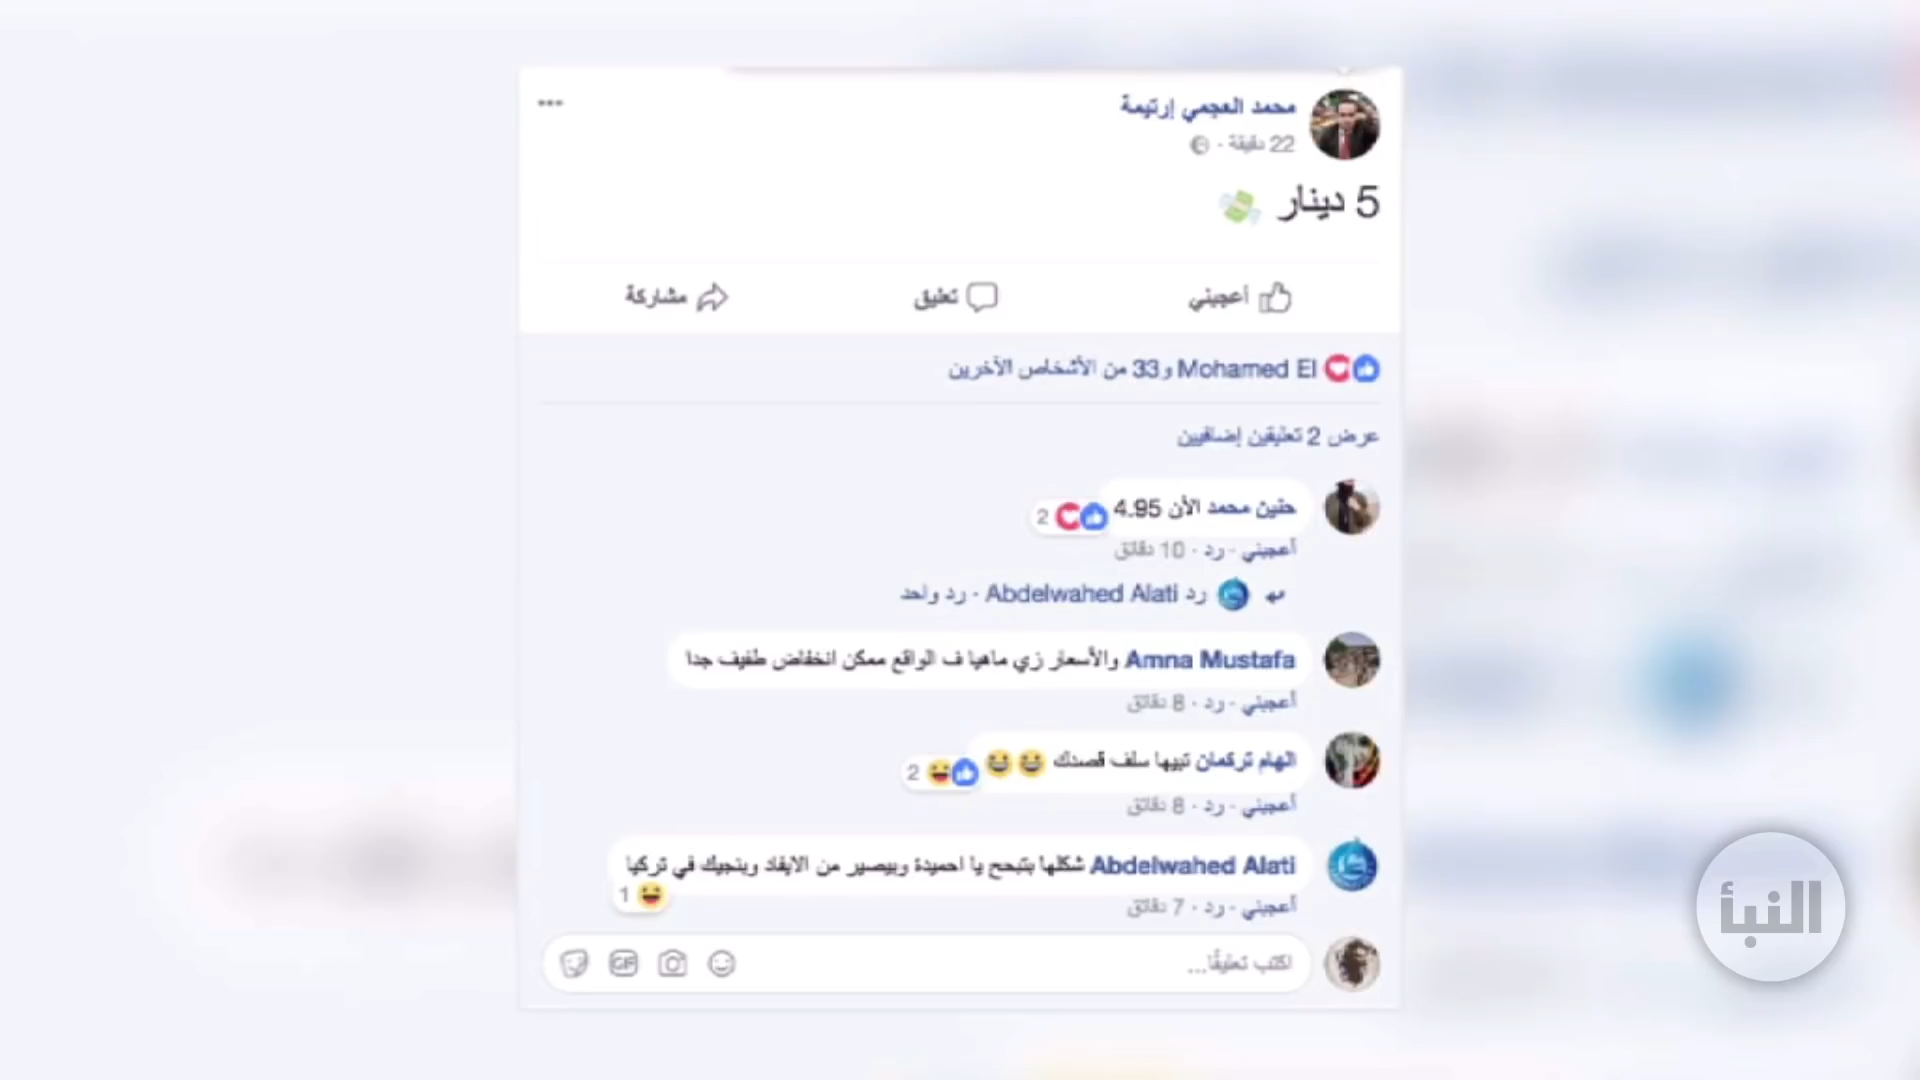 محمد العجمي إرتيمة
22 دقيقة ·
5 دينار 💸
أعجبني
تعليق
مشاركة
Mohamed El و33 من الأشخاص الآخرين
عرض 2 تعليقين إضافيين
حنين محمد الأن 4.95
2
أعجبني · رد · 10 دقائق
رد Abdelwahed Alati · رد واحد
Amna Mustafa والأسعار زي ماهيا ف الواقع ممكن انخفاض طفيف جدا
أعجبني · رد · 8 دقائق
الهام تركمان تبيها سلف قصدك 😃😃
2
أعجبني · رد · 8 دقائق
Abdelwahed Alati شكلها بتبحح يا احميدة وبيصير من الايفاد وبنجيك في تركيا
1
أعجبني · رد · 7 دقائق
اكتب تعليقًا...
GIF
النبأ